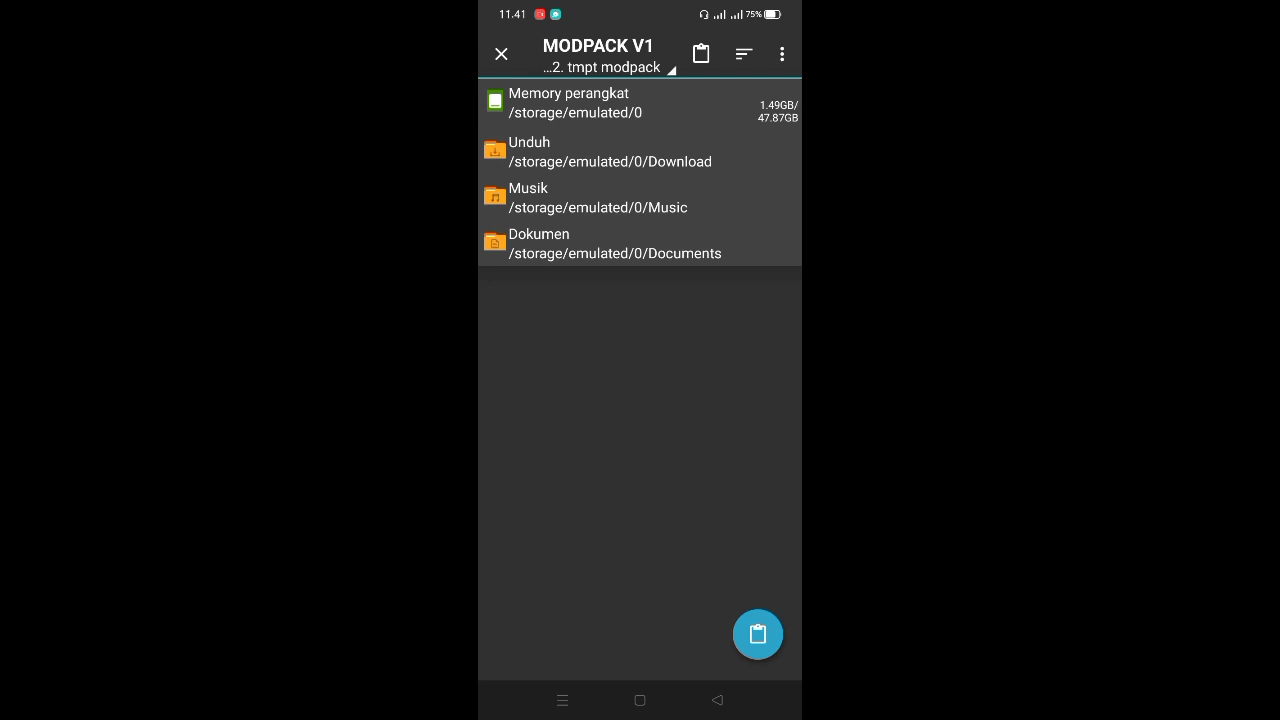 11.41
75%
MODPACK V1
...2. tmpt modpack
Memory perangkat
/storage/emulated/0
1.49GB/
47.87GB
Unduh
/storage/emulated/0/Download
Musik
/storage/emulated/0/Music
Dokumen
/storage/emulated/0/Documents